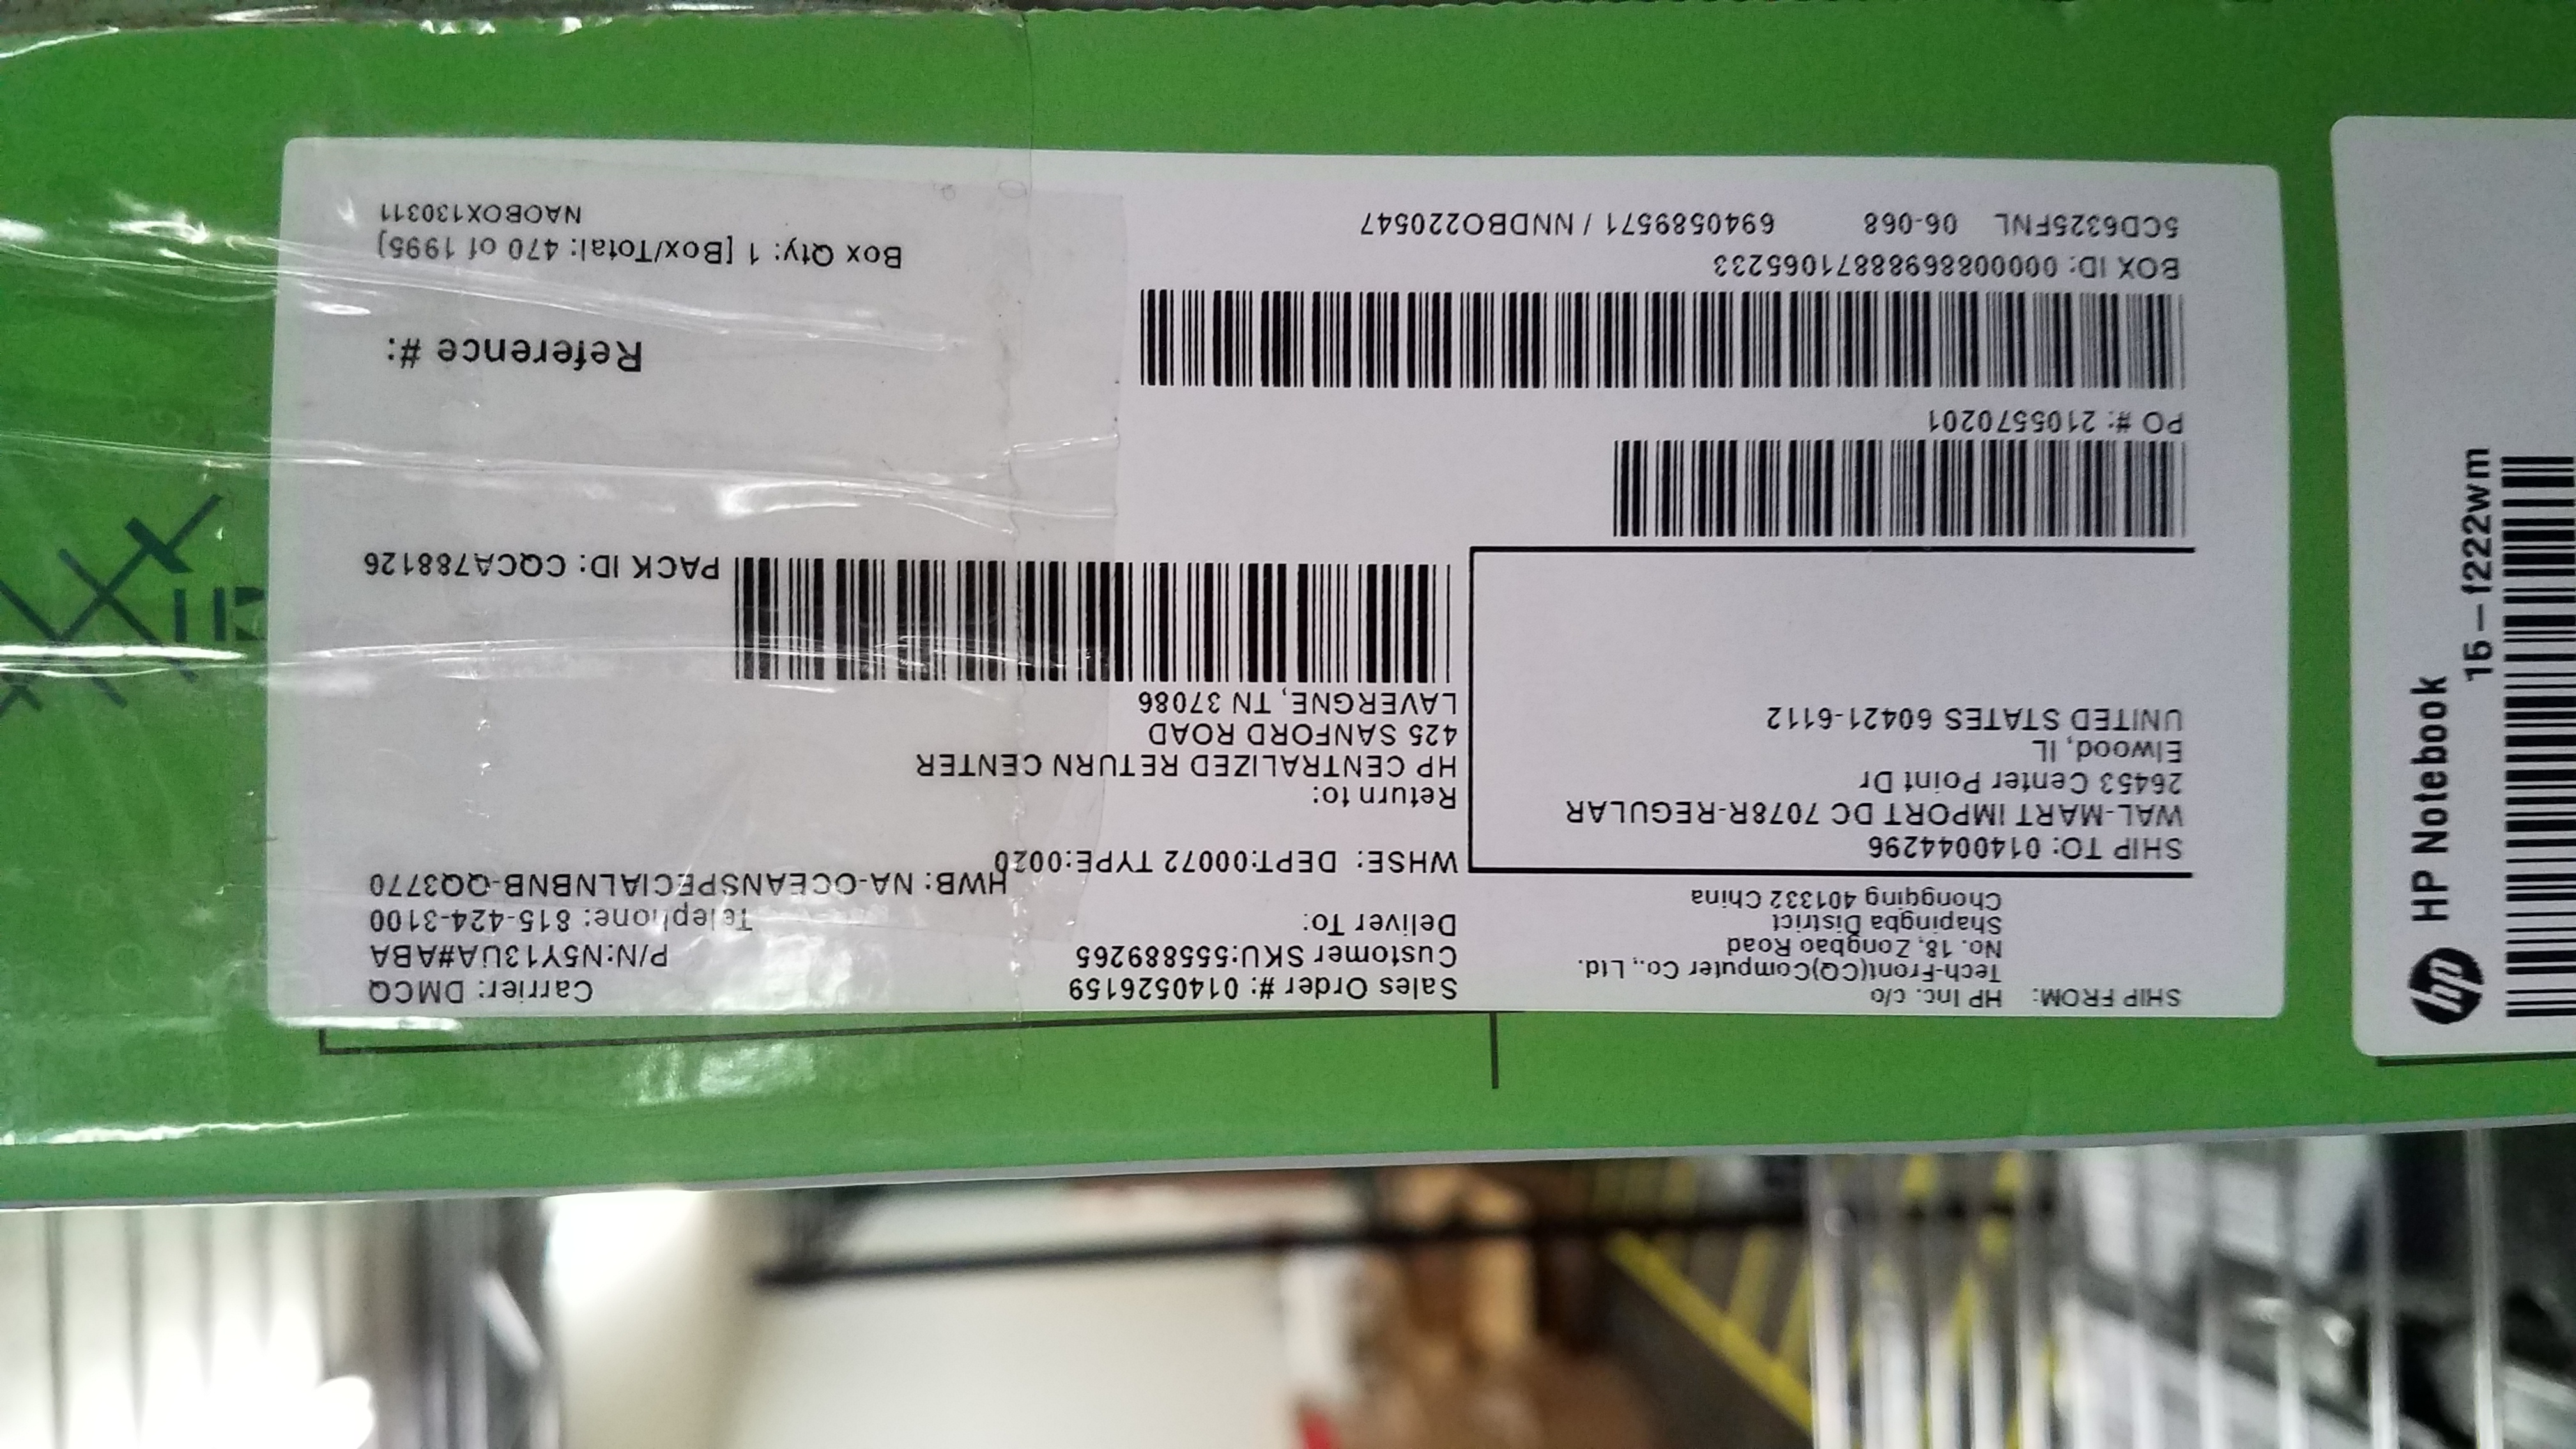 SHIP FROM: HP Inc. c/o
Tech-Front(CQ)Computer Co., Ltd.
No. 18, Zongbao Road
Shapingba District
Chongqing 401332 China
SHIP TO: 0140044296
WAL-MART IMPORT DC 7078R-REGULAR
26453 Center Point Dr
Elwood, IL
UNITED STATES 60421-6112
Sales Order #: 0140526159
Customer SKU:555889265
Deliver To:
WHSE: DEPT:00072 TYPE:0020
Carrier: DMCQ
P/N:N5Y13UA#ABA
Telephone: 815-424-3100
HWB: NA-OCEANSPECIALNBNB-QQ3770
Return to:
HP CENTRALIZED RETURN CENTER
425 SANFORD ROAD
LAVERGNE, TN 37086
PACK ID: CQCA788126
PO #: 2105570201
Reference #:
BOX ID: 00000886988871065233
5CD6325FNL 06-068 6940589571 / NNDBO220547
Box Qty: 1 [Box/Total: 470 of 1995]
NAOBOX130311
hp HP Notebook
15-f222wm